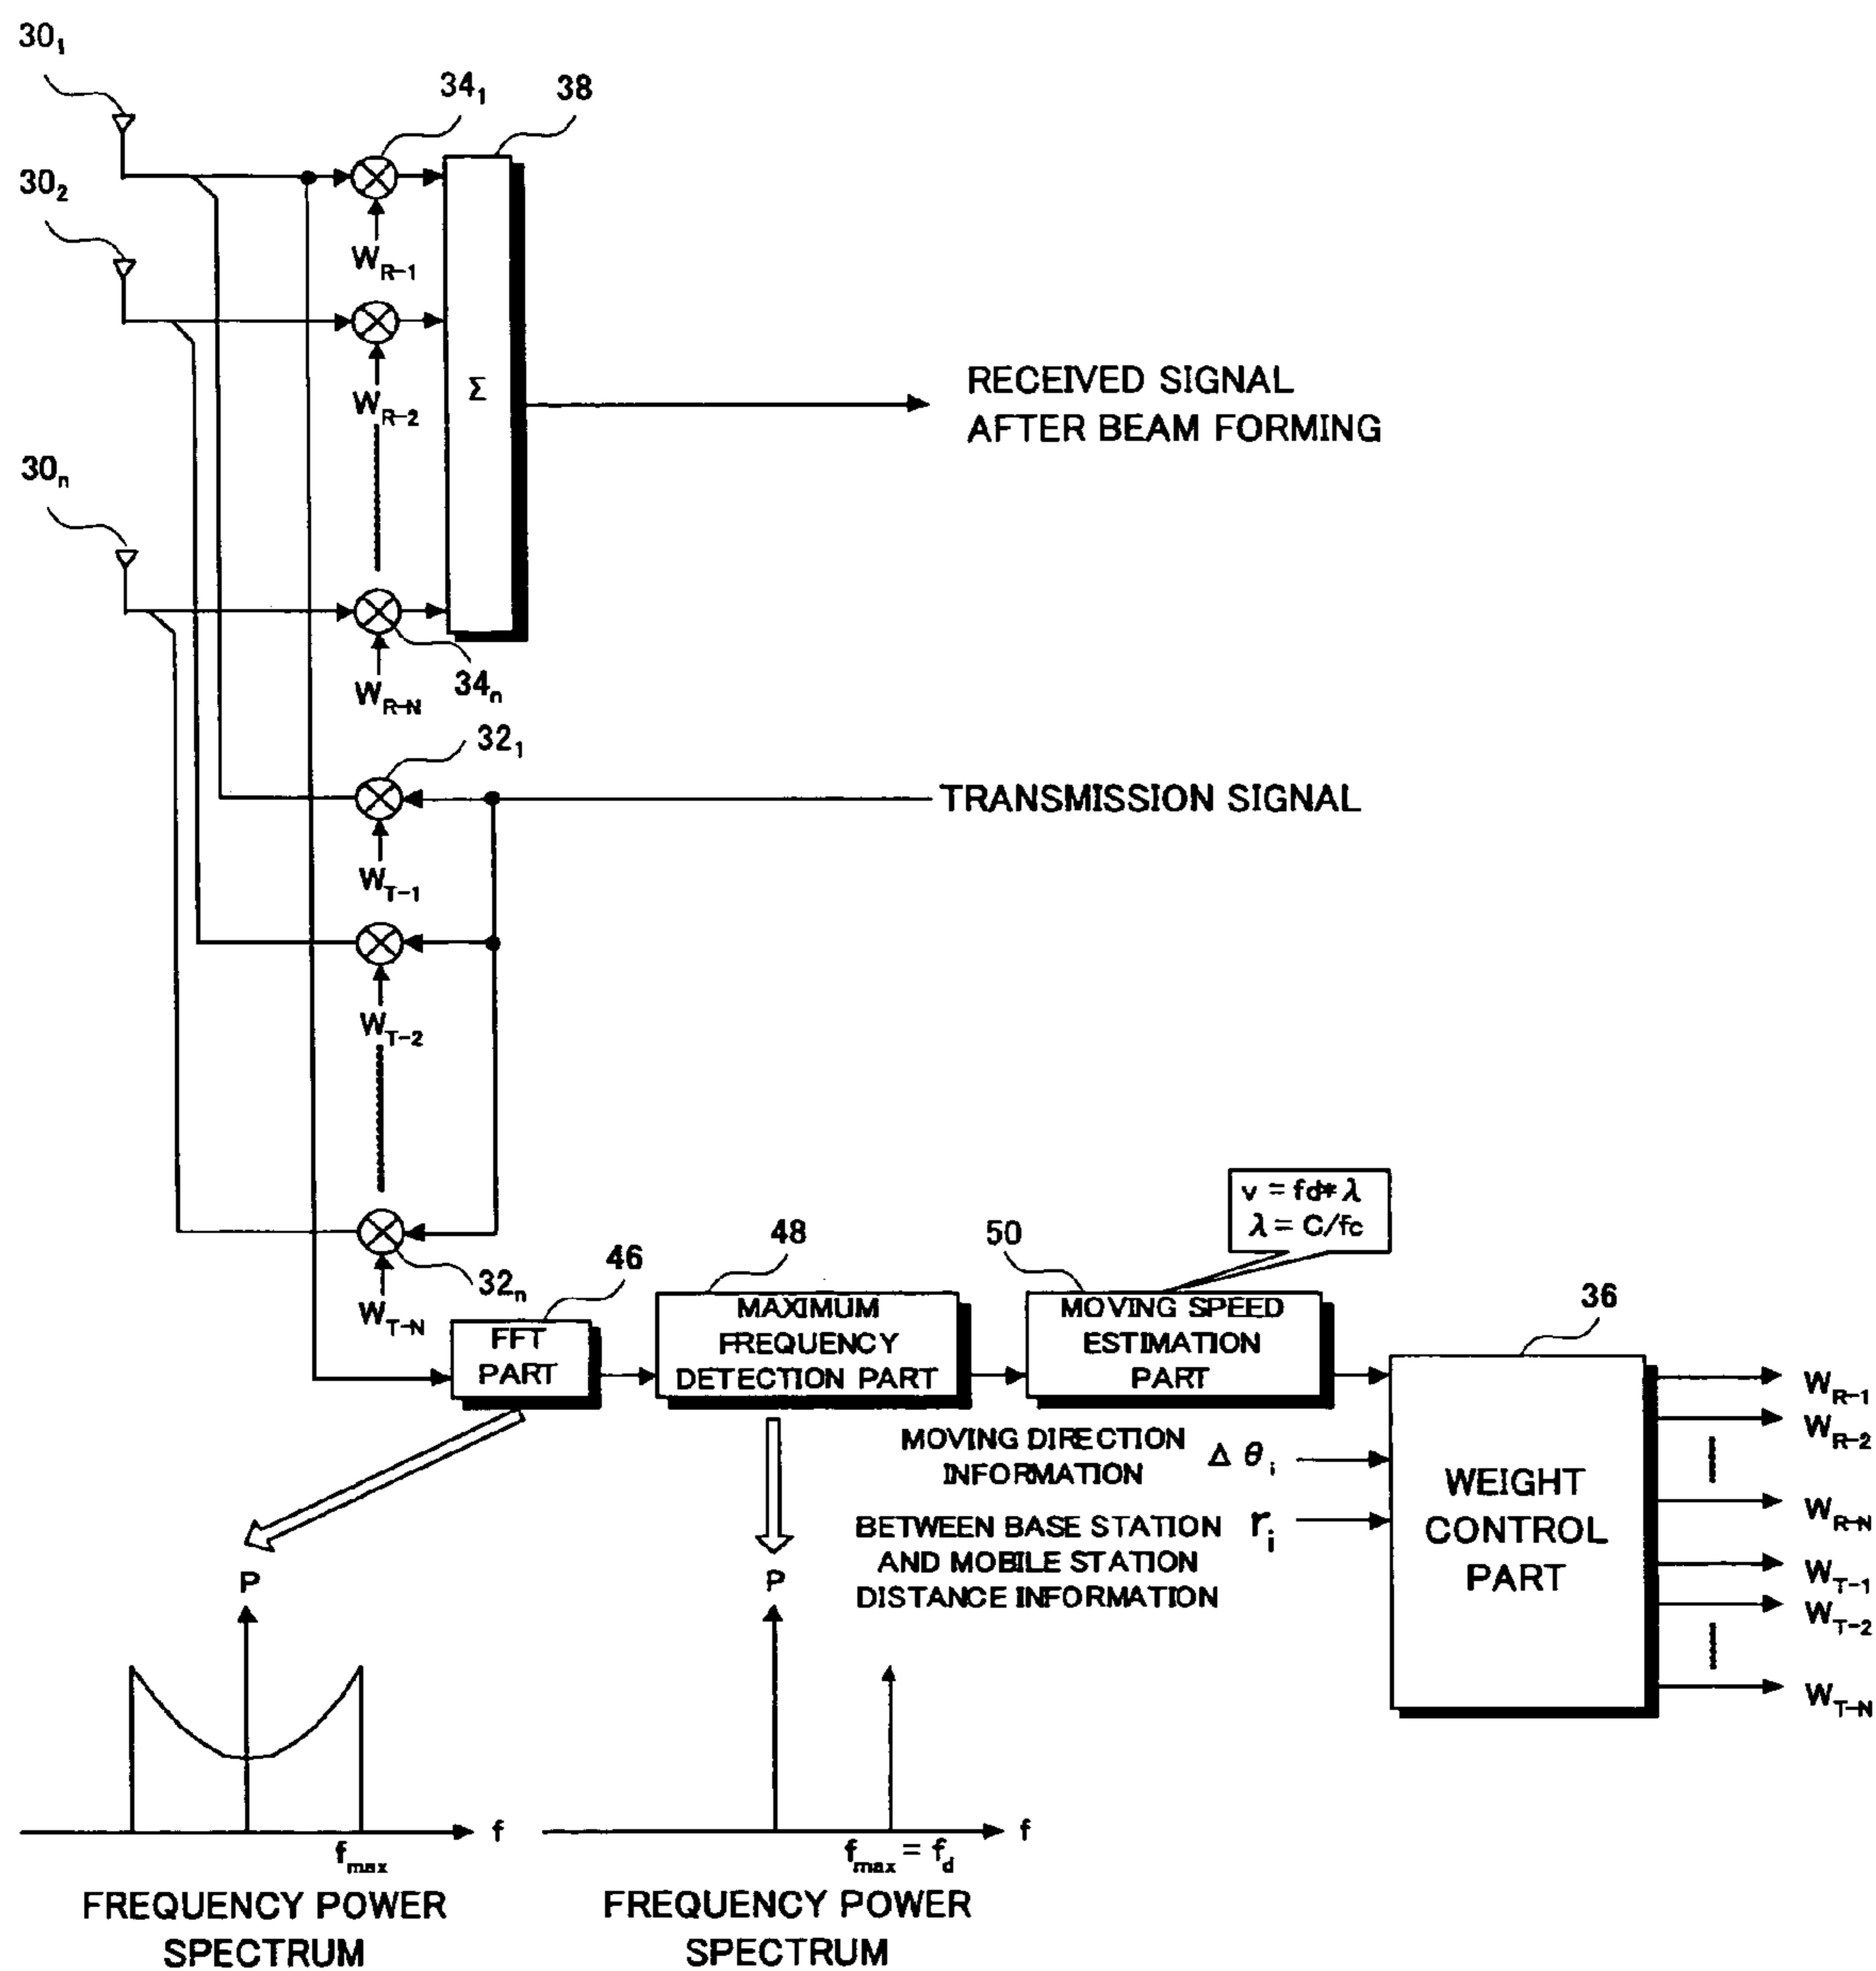 30₁
34₁
38
30₂
W_R-1
Σ
W_R-2
RECEIVED SIGNAL
AFTER BEAM FORMING
30ₙ
34ₙ
W_R-N
32₁
TRANSMISSION SIGNAL
W_T-1
W_T-2
v = fd* λ
λ = C/fc
32ₙ
W_T-N
46
FFT
PART
48
MAXIMUM
FREQUENCY
DETECTION PART
50
MOVING SPEED
ESTIMATION
PART
36
WEIGHT
CONTROL
PART
MOVING DIRECTION
INFORMATION
Δ θ_i
BETWEEN BASE STATION
AND MOBILE STATION
DISTANCE INFORMATION
r_i
W_R-1
W_R-2
W_R-N
W_T-1
W_T-2
W_T-N
P
f
f_max
FREQUENCY POWER
SPECTRUM
P
f
f_max = f_d
FREQUENCY POWER
SPECTRUM